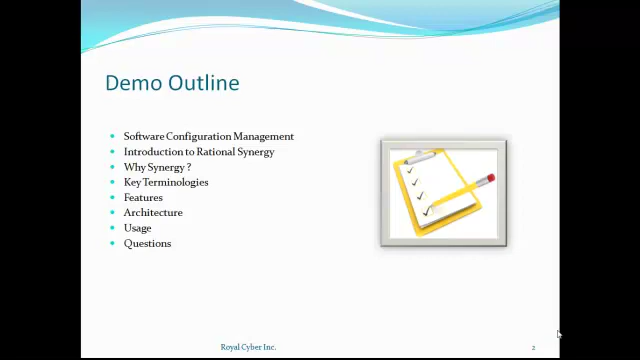 Demo Outline
Software Configuration Management
Introduction to Rational Synergy
Why Synergy ?
Key Terminologies
Features
Architecture
Usage
Questions
Royal Cyber Inc.
2